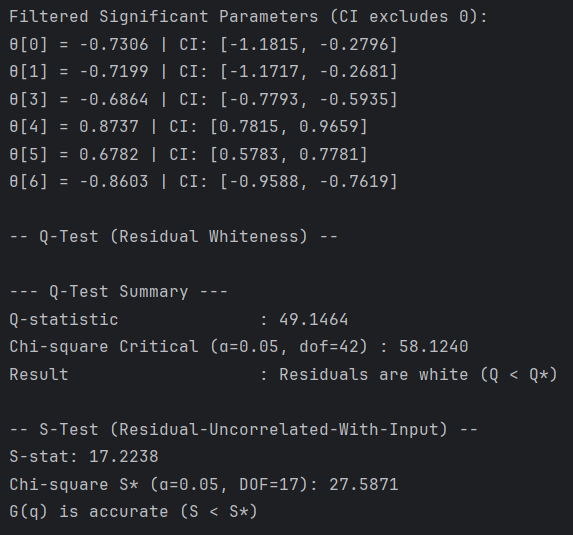 Filtered Significant Parameters (CI excludes 0):
θ[0] = -0.7306 | CI: [-1.1815, -0.2796]
θ[1] = -0.7199 | CI: [-1.1717, -0.2681]
θ[3] = -0.6864 | CI: [-0.7793, -0.5935]
θ[4] = 0.8737 | CI: [0.7815, 0.9659]
θ[5] = 0.6782 | CI: [0.5783, 0.7781]
θ[6] = -0.8603 | CI: [-0.9588, -0.7619]
-- Q-Test (Residual Whiteness) --
--- Q-Test Summary ---
Q-statistic : 49.1464
Chi-square Critical (α=0.05, dof=42) : 58.1240
Result : Residuals are white (Q < Q*)
-- S-Test (Residual-Uncorrelated-With-Input) --
S-stat: 17.2238
Chi-square S* (α=0.05, DOF=17): 27.5871
G(q) is accurate (S < S*)